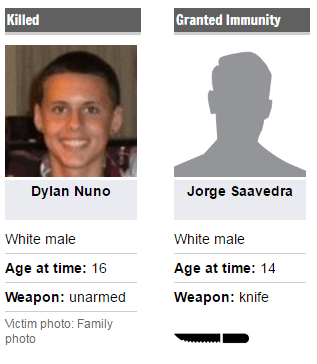 Killed
Granted Immunity
Dylan Nuno
Jorge Saavedra
White male
White male
Age at time: 16
Age at time: 14
Weapon: unarmed
Weapon: knife
Victim photo: Family
photo